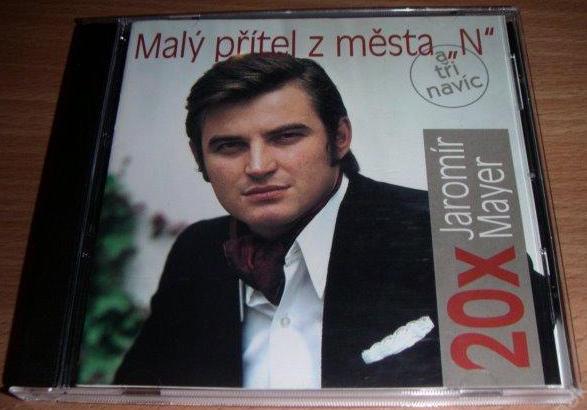 Malý přítel z města „N“
a
tři
navíc
Jaromír
Mayer
20x